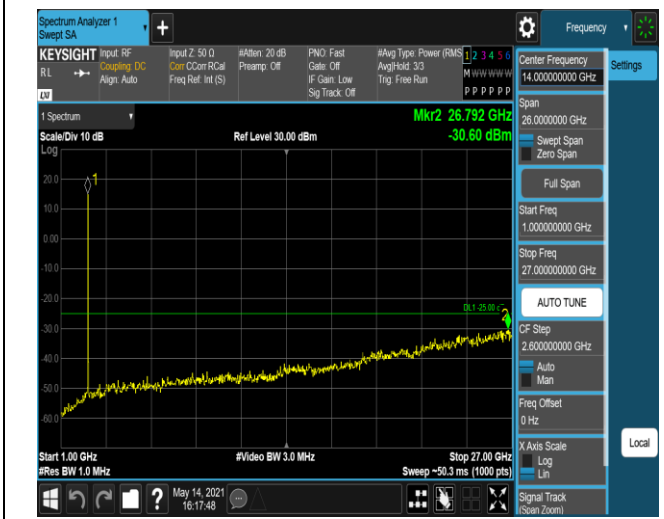 Spectrum Analyzer 1
Swept SA
Frequency
KEYSIGHT
RL
LXI
Input: RF
Coupling: DC
Align: Auto
Input Z: 50 Ω
Corr CCorr RCal
Freq Ref: Int (S)
#Atten: 20 dB
Preamp: Off
PNO: Fast
Gate: Off
IF Gain: Low
Sig Track: Off
#Avg Type: Power (RMS
Avg|Hold: 3/3
Trig: Free Run
1 2 3 4 5 6
M W W W W W
P P P P P P
1 Spectrum
Scale/Div 10 dB
Log
Ref Level 30.00 dBm
Mkr2 26.792 GHz
-30.60 dBm
20.0
10.0
0.00
-10.0
-20.0
-30.0
-40.0
-50.0
-60.0
1
DL1 -25.00
2
Start 1.00 GHz
#Res BW 1.0 MHz
#Video BW 3.0 MHz
Stop 27.00 GHz
Sweep ~50.3 ms (1000 pts)
May 14, 2021
16:17:48
Center Frequency
14.000000000 GHz
Span
26.0000000 GHz
Swept Span
Zero Span
Full Span
Start Freq
1.000000000 GHz
Stop Freq
27.000000000 GHz
AUTO TUNE
CF Step
2.600000000 GHz
Auto
Man
Freq Offset
0 Hz
X Axis Scale
Log
Lin
Signal Track
(Span Zoom)
Settings
Local